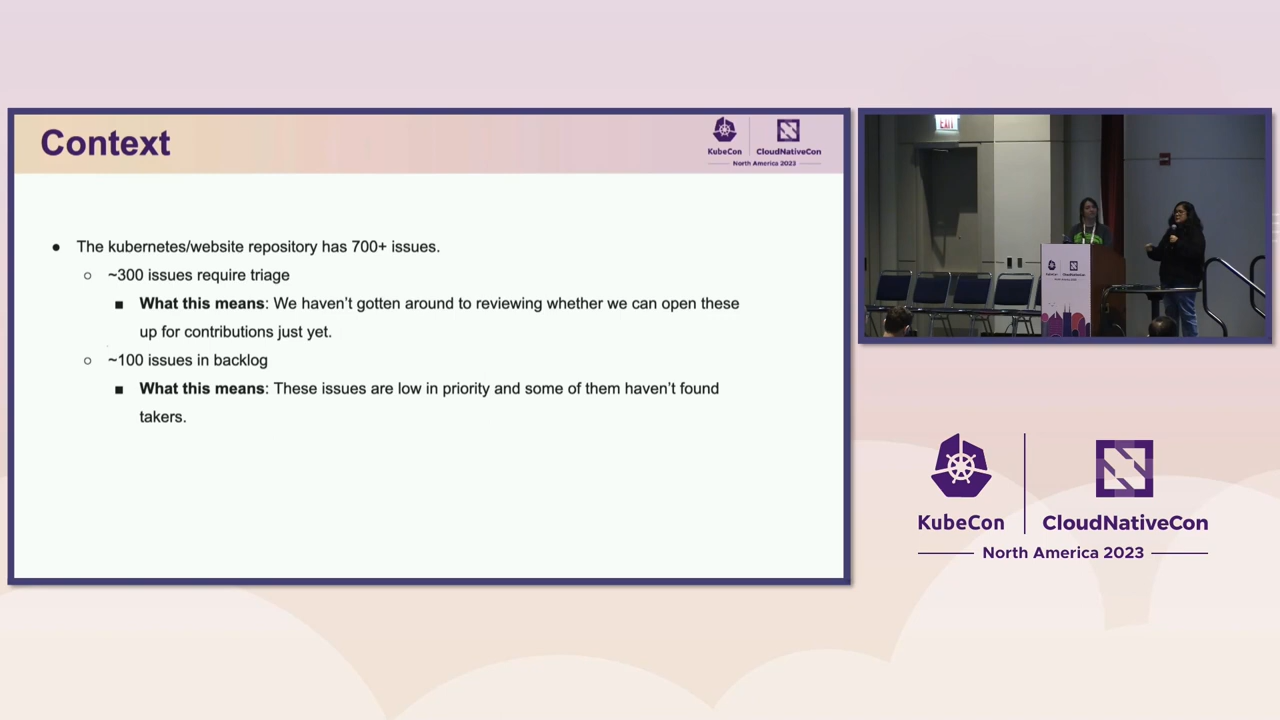 Context
KubeCon
CloudNativeCon
North America 2023
● The kubernetes/website repository has 700+ issues.
○ ~300 issues require triage
■ What this means: We haven’t gotten around to reviewing whether we can open these
up for contributions just yet.
○ ~100 issues in backlog
■ What this means: These issues are low in priority and some of them haven’t found
takers.
EXIT
KubeCon
CloudNativeCon
North America 2023